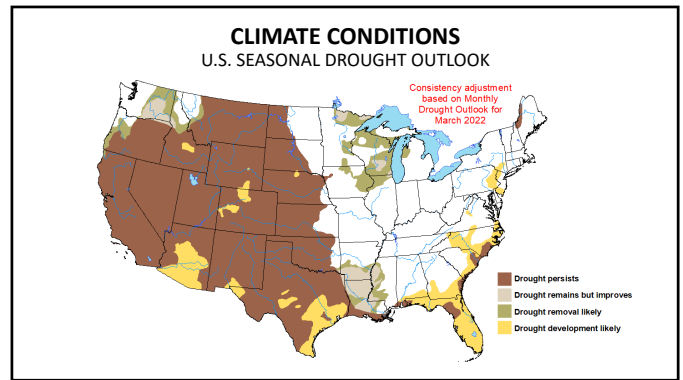 CLIMATE CONDITIONS
U.S. SEASONAL DROUGHT OUTLOOK
Consistency adjustment
based on Monthly
Drought Outlook for
March 2022
Drought persists
Drought remains but improves
Drought removal likely
Drought development likely